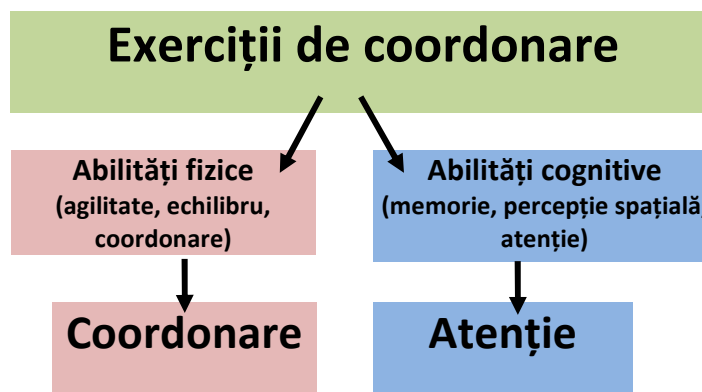 Exerciții de coordonare
Abilități fizice
(agilitate, echilibru,
coordonare)
Abilități cognitive
(memorie, percepție spațială,
atenție)
Coordonare
Atenție